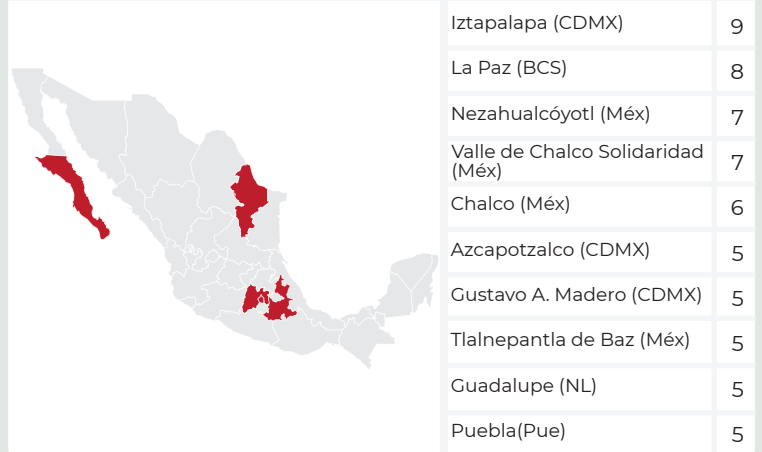 Iztapalapa (CDMX) 9
La Paz (BCS) 8
Nezahualcóyotl (Méx) 7
Valle de Chalco Solidaridad
(Méx) 7
Chalco (Méx) 6
Azcapotzalco (CDMX) 5
Gustavo A. Madero (CDMX) 5
Tlalnepantla de Baz (Méx) 5
Guadalupe (NL) 5
Puebla(Pue) 5